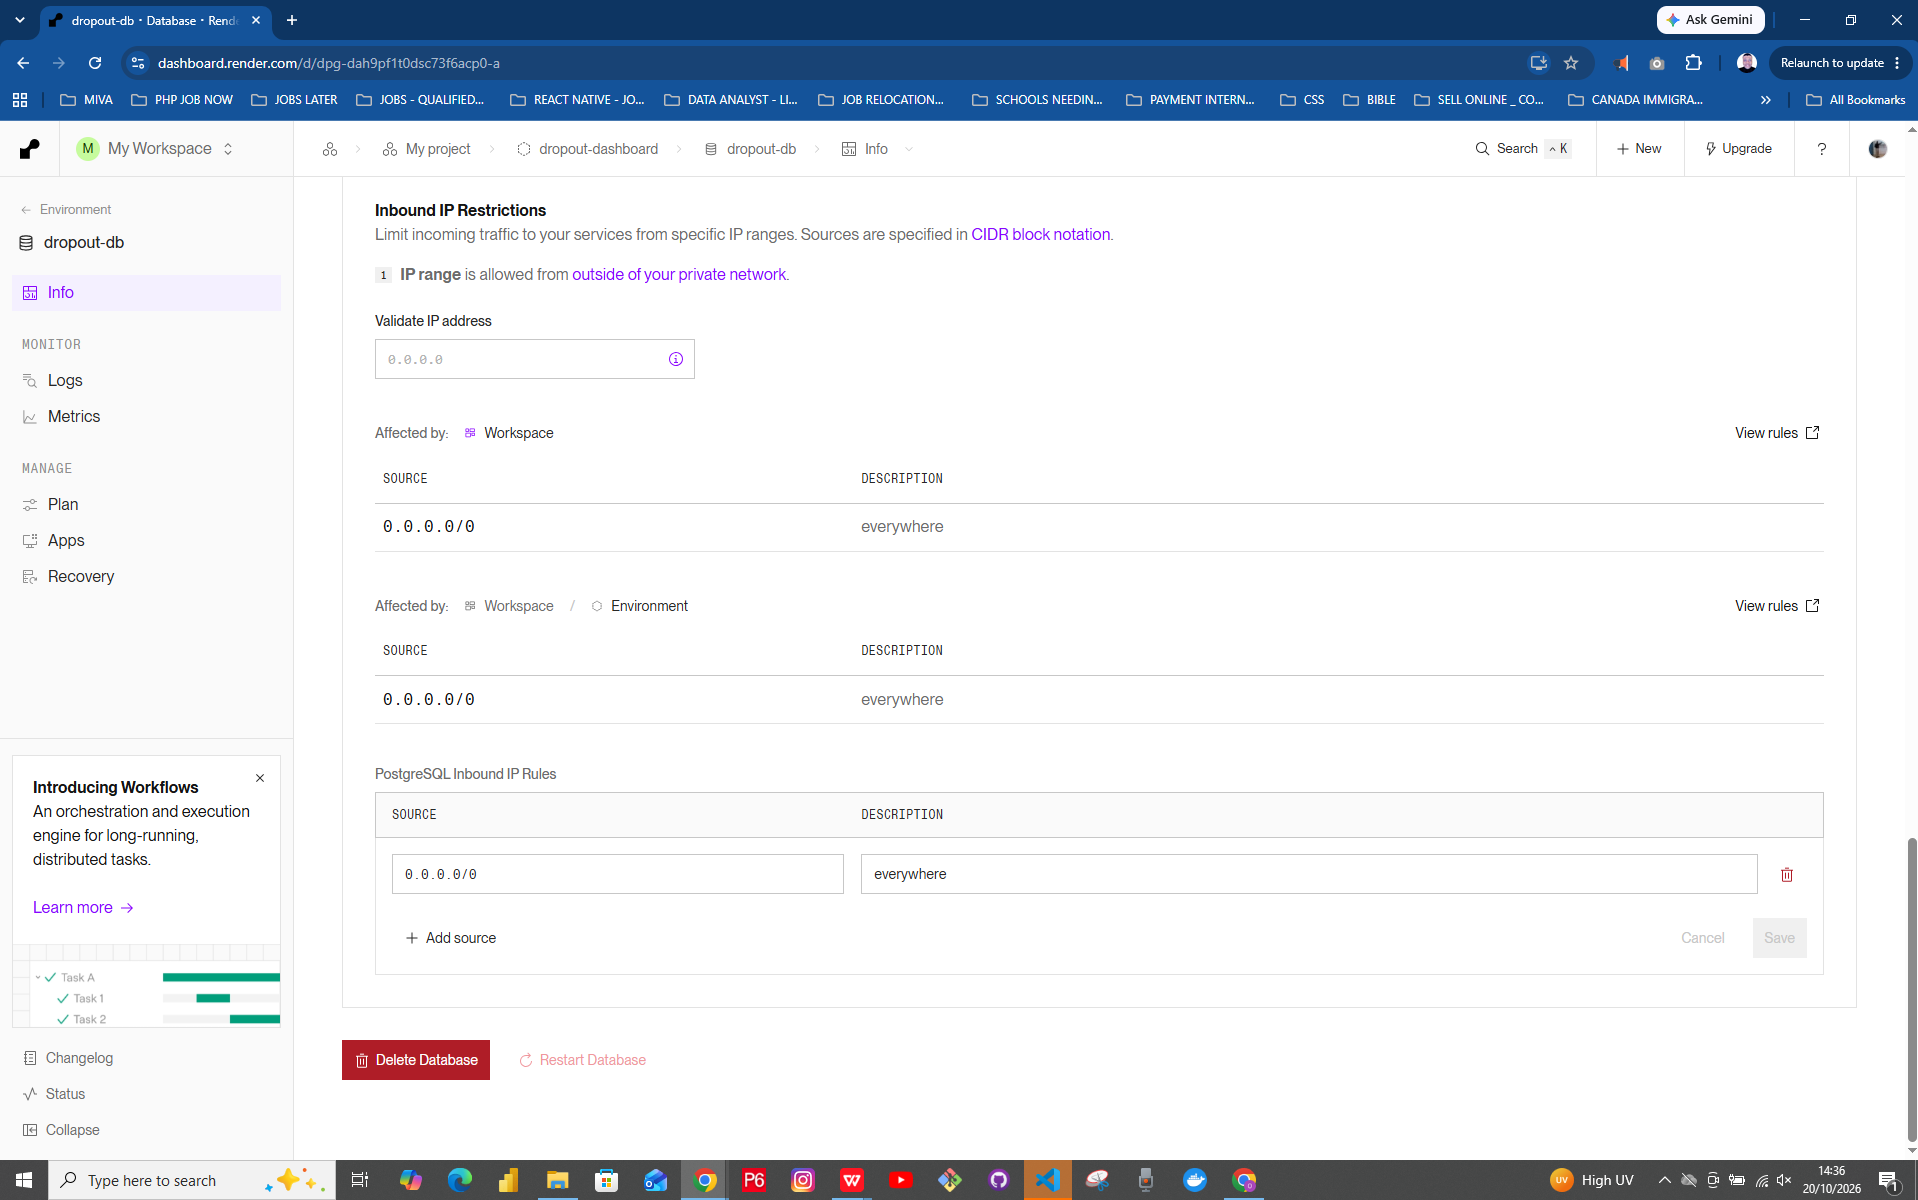 dropout-db · Database · Rende
Ask Gemini
dashboard.render.com/d/dpg-dah9pf1t0dsc73f6acp0-a
Relaunch to update
MIVA
PHP JOB NOW
JOBS LATER
JOBS - QUALIFIED...
REACT NATIVE - JO...
DATA ANALYST - LI...
JOB RELOCATION...
SCHOOLS NEEDIN...
PAYMENT INTERN...
CSS
BIBLE
SELL ONLINE _ CO...
CANADA IMMIGRA...
All Bookmarks
M My Workspace
My project
dropout-dashboard
dropout-db
Info
Search ^ K
+ New
Upgrade
?
← Environment
dropout-db
Info
MONITOR
Logs
Metrics
MANAGE
Plan
Apps
Recovery
Introducing Workflows
An orchestration and execution
engine for long-running,
distributed tasks.
Learn more →
Task A
Task 1
Task 2
Changelog
Status
Collapse
Inbound IP Restrictions
Limit incoming traffic to your services from specific IP ranges. Sources are specified in CIDR block notation.
1 IP range is allowed from outside of your private network.
Validate IP address
0.0.0.0
Affected by: Workspace
View rules
SOURCE DESCRIPTION
0.0.0.0/0 everywhere
Affected by: Workspace / Environment
View rules
SOURCE DESCRIPTION
0.0.0.0/0 everywhere
PostgreSQL Inbound IP Rules
SOURCE DESCRIPTION
0.0.0.0/0 everywhere
+ Add source
Cancel
Save
Delete Database
Restart Database
Type here to search
P6
UV High UV
14:36
20/10/2026
1